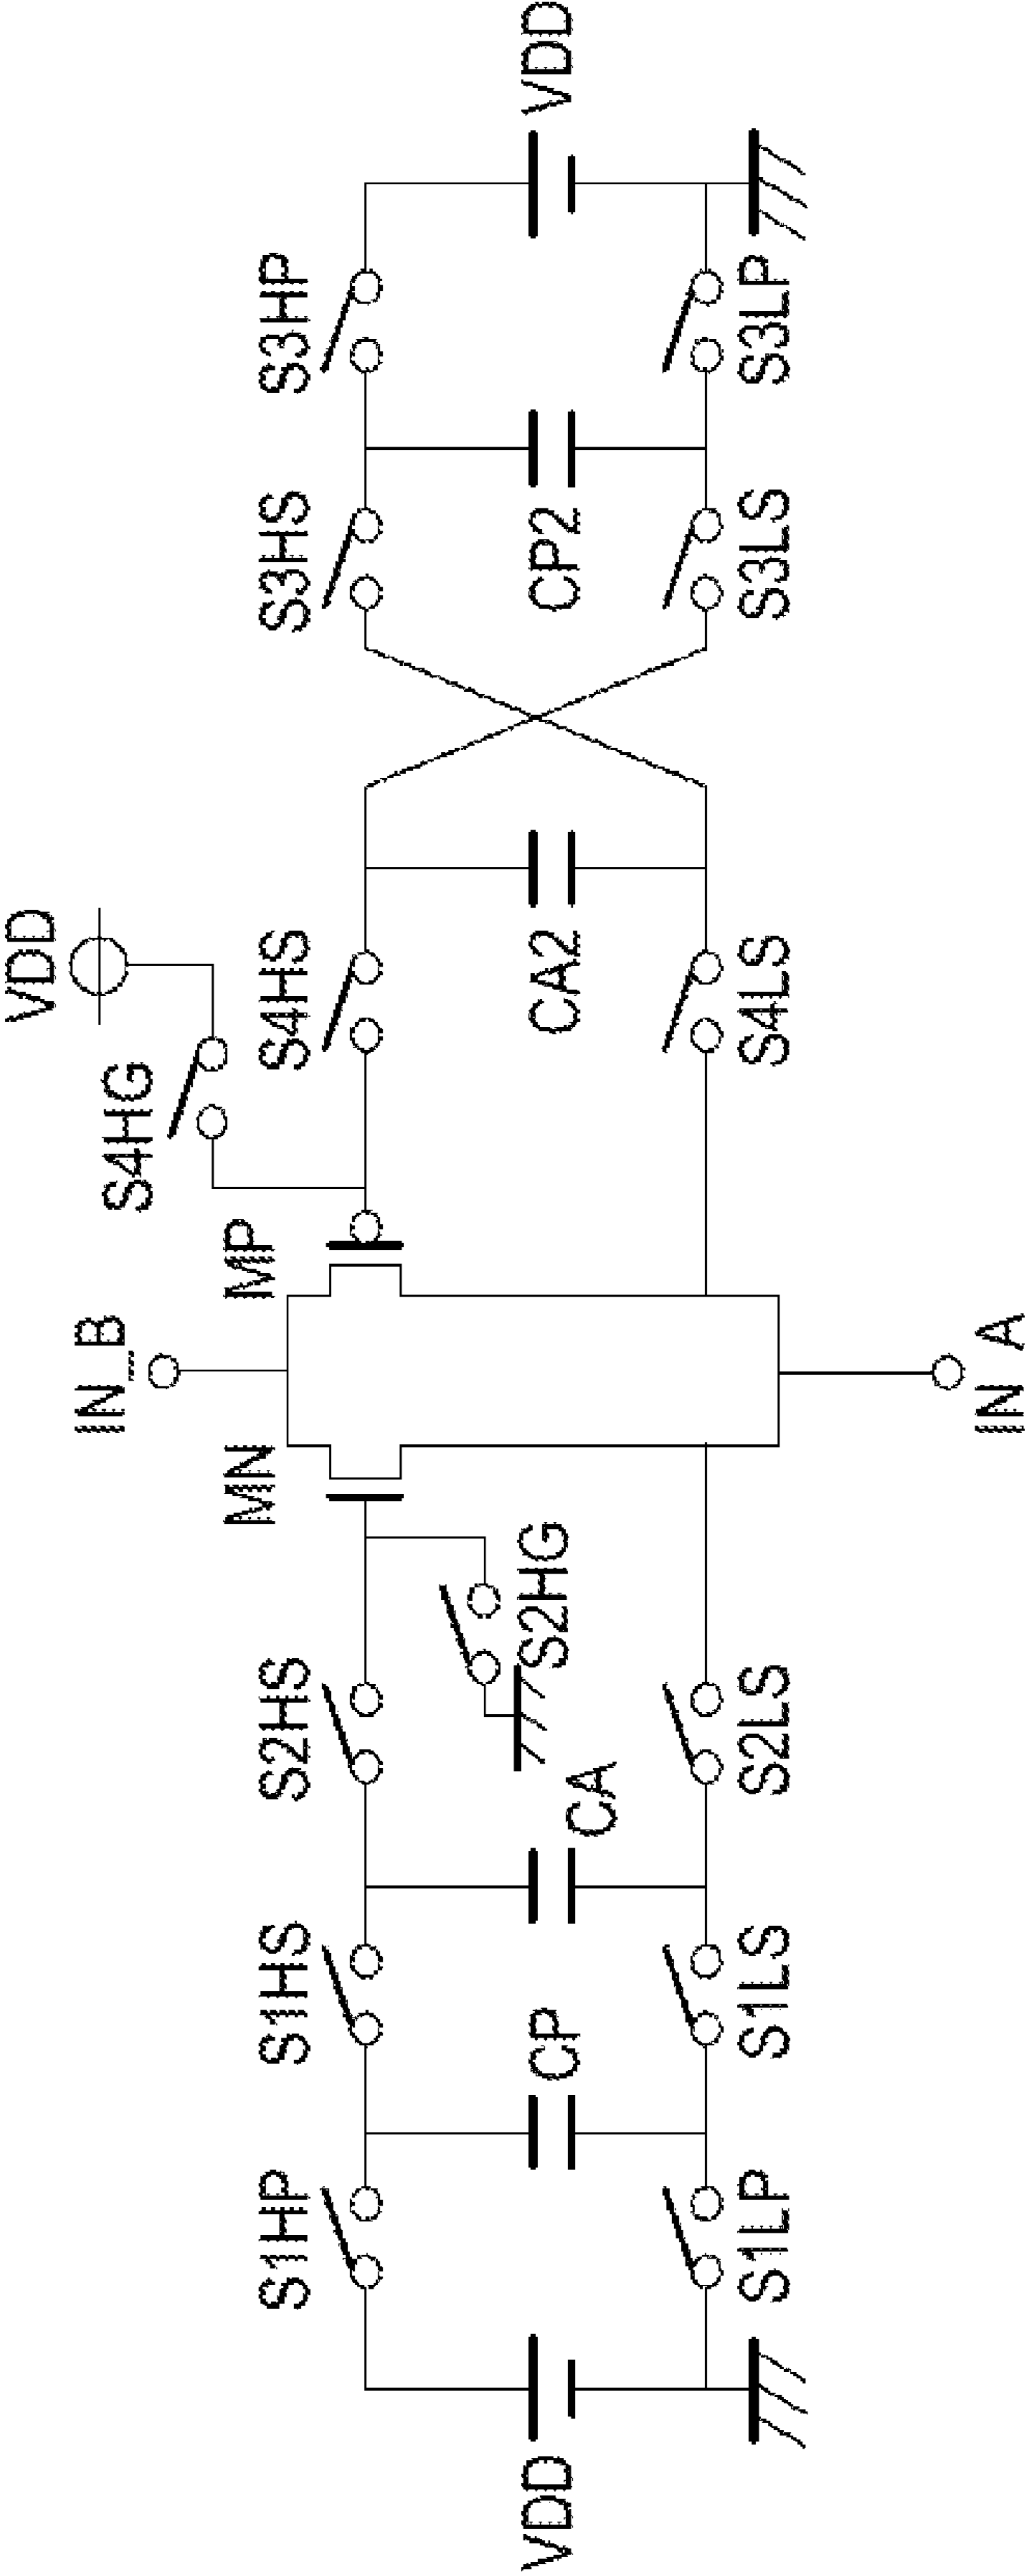 VDD
S1HP
S1LP
CP
S1HS
S1LS
CA
S2HS
S2LS
S2HG
MN
IN_B
IN_A
MP
S4HG
VDD
S4HS
S4LS
CA2
S3HS
S3LS
CP2
S3HP
S3LP
VDD